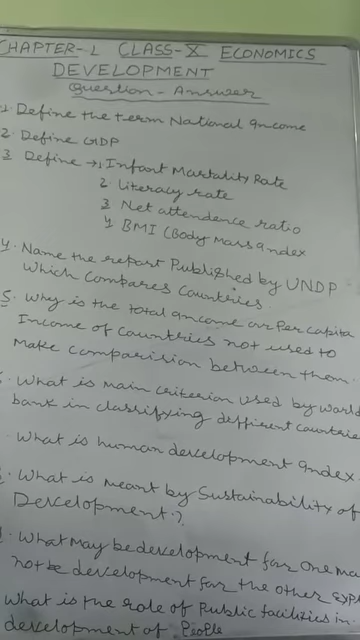 CHAPTER-1 CLASS-X ECONOMICS
DEVELOPMENT
Question-Answer
1. Define the term National Income
2. Define GDP
3 Define → 1 Infant Mortality Rate
2 Literacy rate
3 Net attendence ratio
4 BMI (Body Mass Index
4. Name the report Published by UNDP
Which Compares Countries.
5. Why is the total Income or Per Capita
Income of Countries not used to
Make Comparision between them.
What is main criterion used by World
bank in classifying different Countries
What is human development Index.
What is meant by Sustainability of
Development?
What May be development for One ma
not be development for the other Exp
What is the role of Public facilities in
development of People